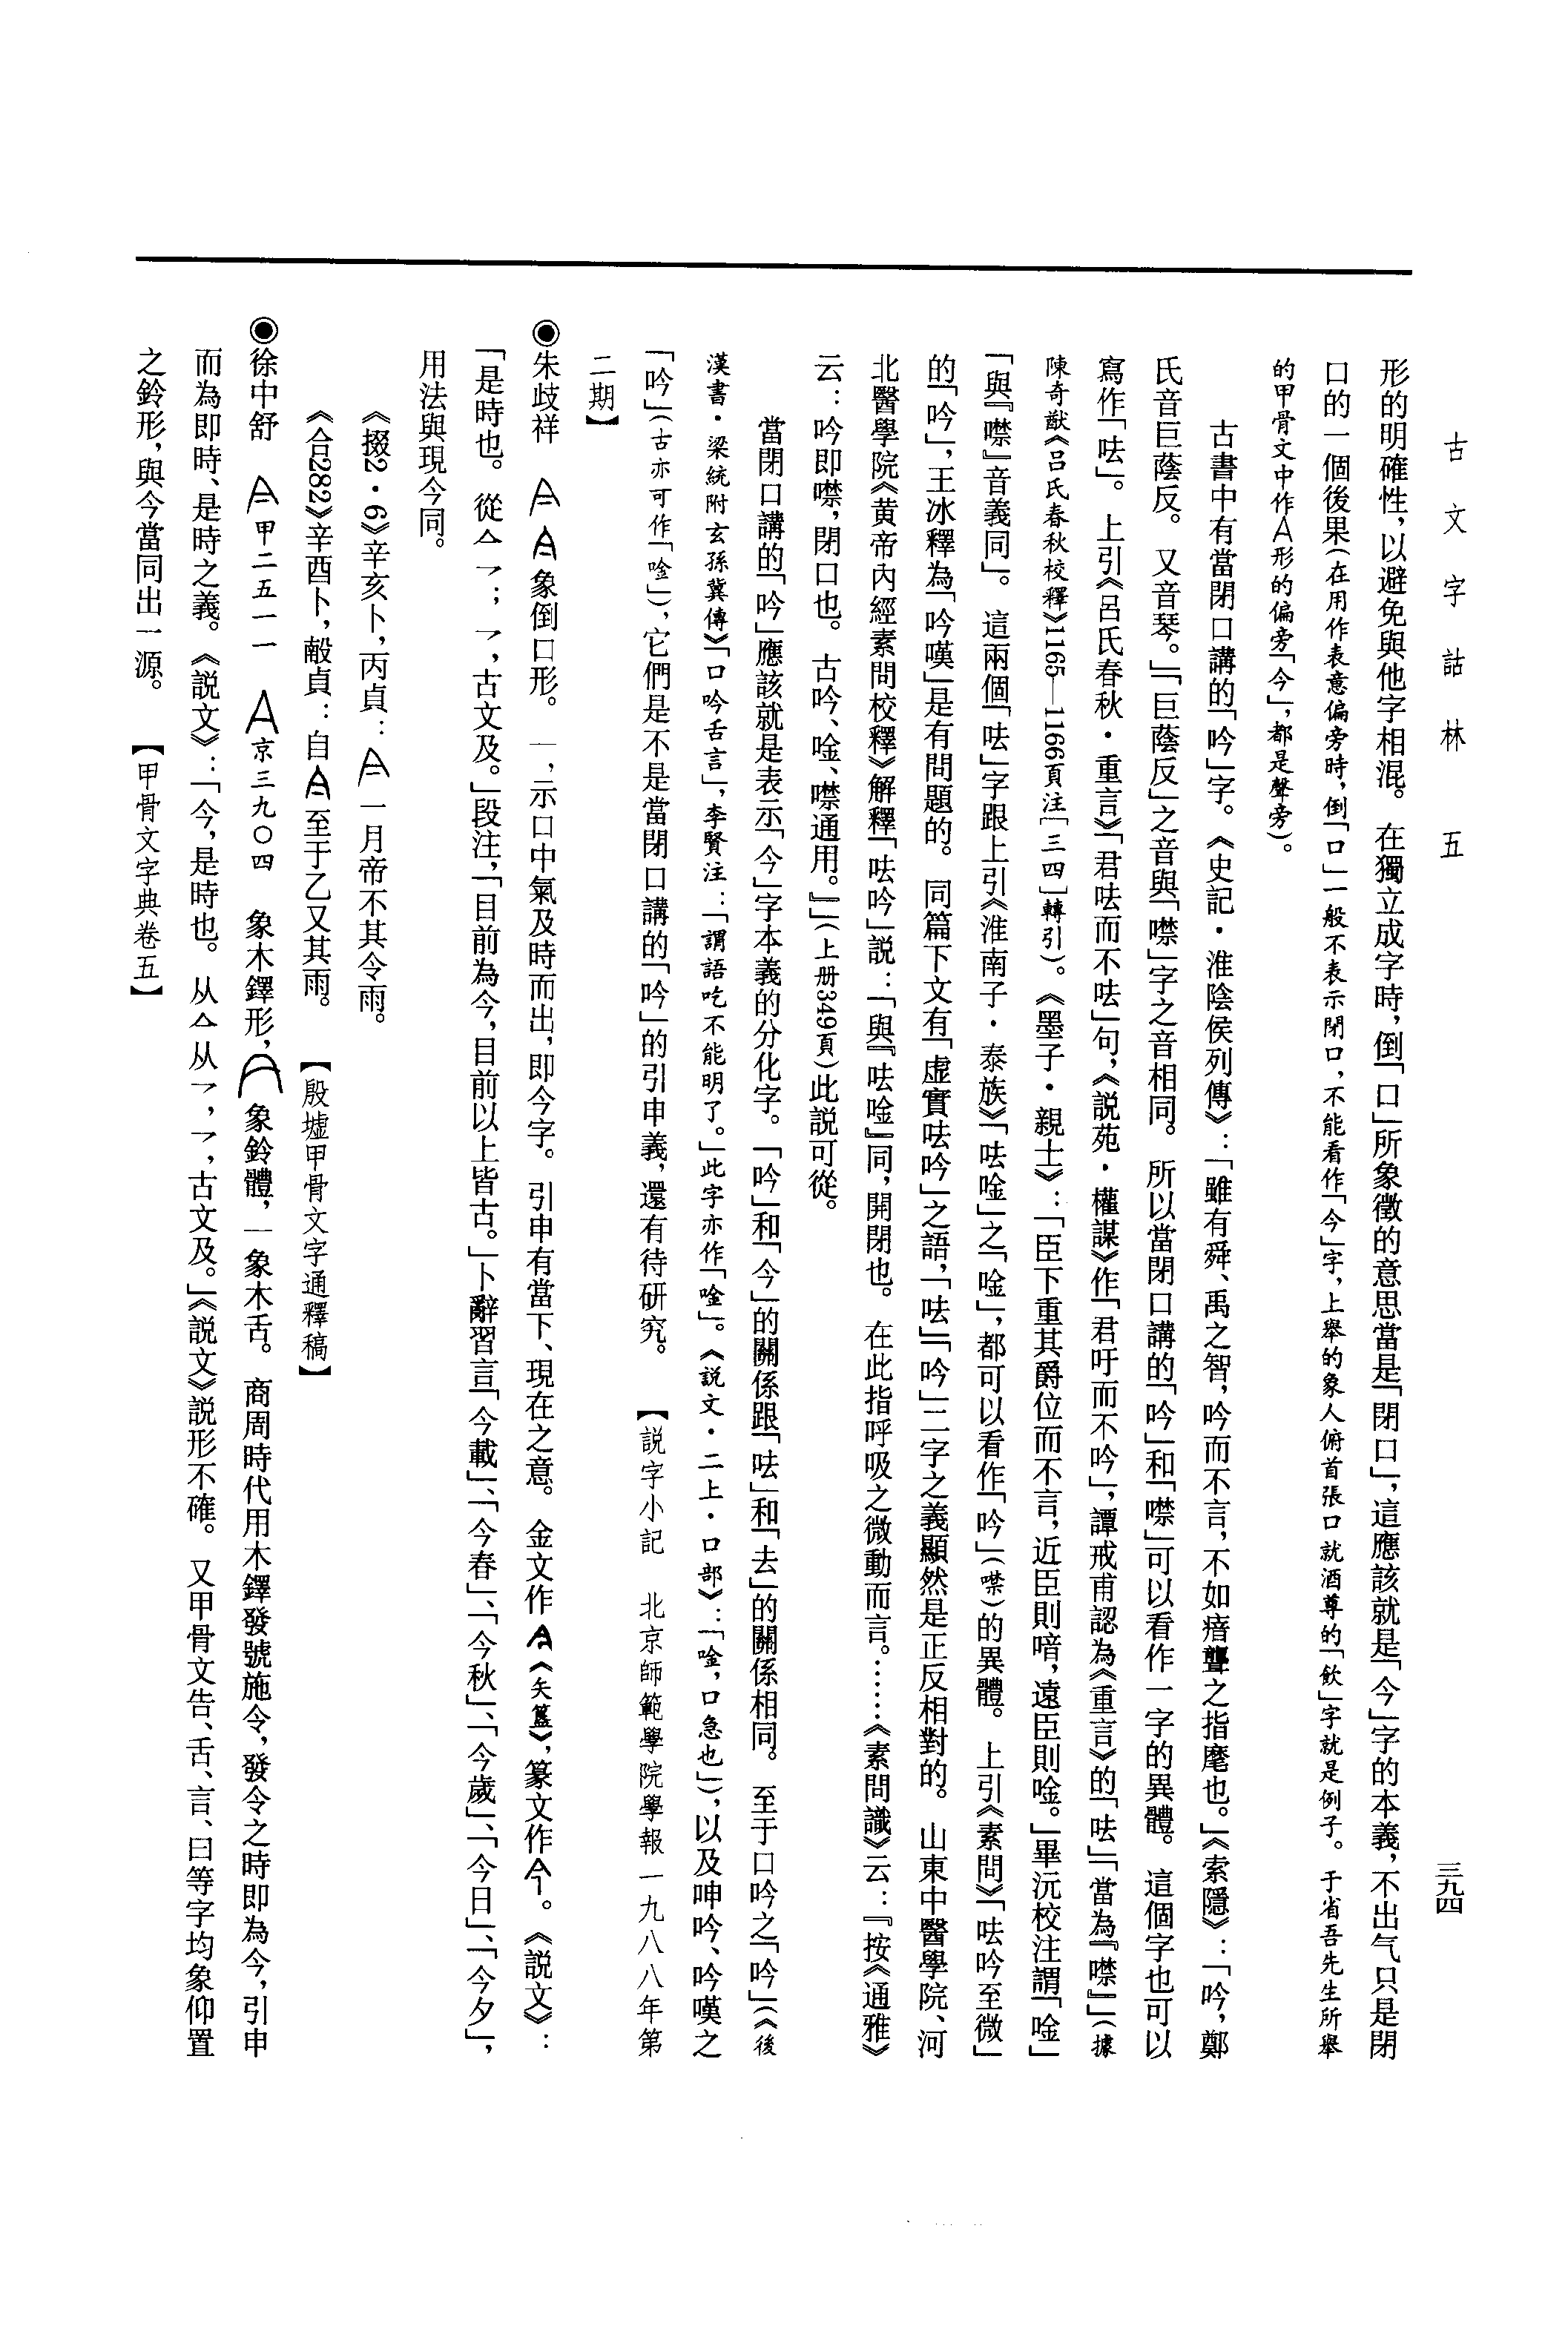 古文字詁林　五
三九四
形的明確性，以避免與他字相混。在獨立成字時，倒「口」所象徵的意思當是「閉口」，這應該就是「今」字的本義，不出气只是閉
口的一個後果（在用作表意偏旁時，倒「口」一般不表示閉口，不能看作「今」字，上舉的象人俯首張口就酒尊的「飲」字就是例子。于省吾先生所舉
的甲骨文中作A形的偏旁「今」，都是聲旁）。
古書中有當閉口講的「吟」字。《史記·淮陰侯列傳》：「雖有舜、禹之智，吟而不言，不如瘖聾之指麾也。」《索隱》：「吟，鄭
氏音巨蔭反。又音琴。」「巨蔭反」之音與「噤」字之音相同。所以當閉口講的「吟」和「噤」可以看作一字的異體。這個字也可以
寫作「呿」。上引《呂氏春秋·重言》「君呿而不呿」句，《説苑·權謀》作「君吁而不吟」，譚戒甫認為《重言》的「呿」「當為『噤』」（據
陳奇猷《呂氏春秋校釋》1165—1166頁注［三四］轉引）。《墨子·親士》：「臣下重其爵位而不言，近臣則喑，遠臣則唫。」畢沅校注謂「唫」
「與『噤』音義同」。這兩個「呿」字跟上引《淮南子·泰族》「呿唫」之「唫」，都可以看作「吟」（噤）的異體。上引《素問》「呿吟至微」
的「吟」，王冰釋為「吟嘆」是有問題的。同篇下文有「虛實呿吟」之語，「呿」「吟」二字之義顯然是正反相對的。山東中醫學院、河
北醫學院《黃帝內經素問校釋》解釋「呿吟」説：「與『呿唫』同，開閉也。在此指呼吸之微動而言。……《素問識》云：『按《通雅》
云：吟即噤，閉口也。古吟、唫、噤通用。』」（上册349頁）此説可從。
當閉口講的「吟」應該就是表示「今」字本義的分化字。「吟」和「今」的關係跟「呿」和「去」的關係相同。至于口吟之「吟」（《後
漢書·梁統附玄孫冀傳》「口吟舌言」，李賢注：「謂語吃不能明了。」此字亦作「唫」。《説文·二上·口部》：「唫，口急也」），以及呻吟、吟嘆之
「吟」（古亦可作「唫」），它們是不是當閉口講的「吟」的引申義，還有待研究。【説字小記　北京師範學院學報一九八八年第
二期】
◉朱歧祥　象倒口形。一，示口中氣及時而出，即今字。引申有當下、現在之意。金文作《夨簋》，篆文作。《説文》：
「是時也。從亼㇇；㇇，古文及。」段注，「目前為今，目前以上皆古。」卜辭習言「今載」、「今春」、「今秋」、「今歲」、「今日」、「今夕」，
用法與現今同。
《掇2·6》辛亥卜，丙貞：一月帝不其令雨。
《合282》辛酉卜，㱿貞：自至于乙又其雨。【殷墟甲骨文字通釋稿】
◉徐中舒　甲二五一一　京三九〇四　象木鐸形，象鈴體，一象木舌。商周時代用木鐸發號施令，發令之時即為今，引申
而為即時、是時之義。《説文》：「今，是時也。从亼从㇇，㇇，古文及。」《説文》説形不確。又甲骨文告、舌、言、曰等字均象仰置
之鈴形，與今當同出一源。【甲骨文字典卷五】